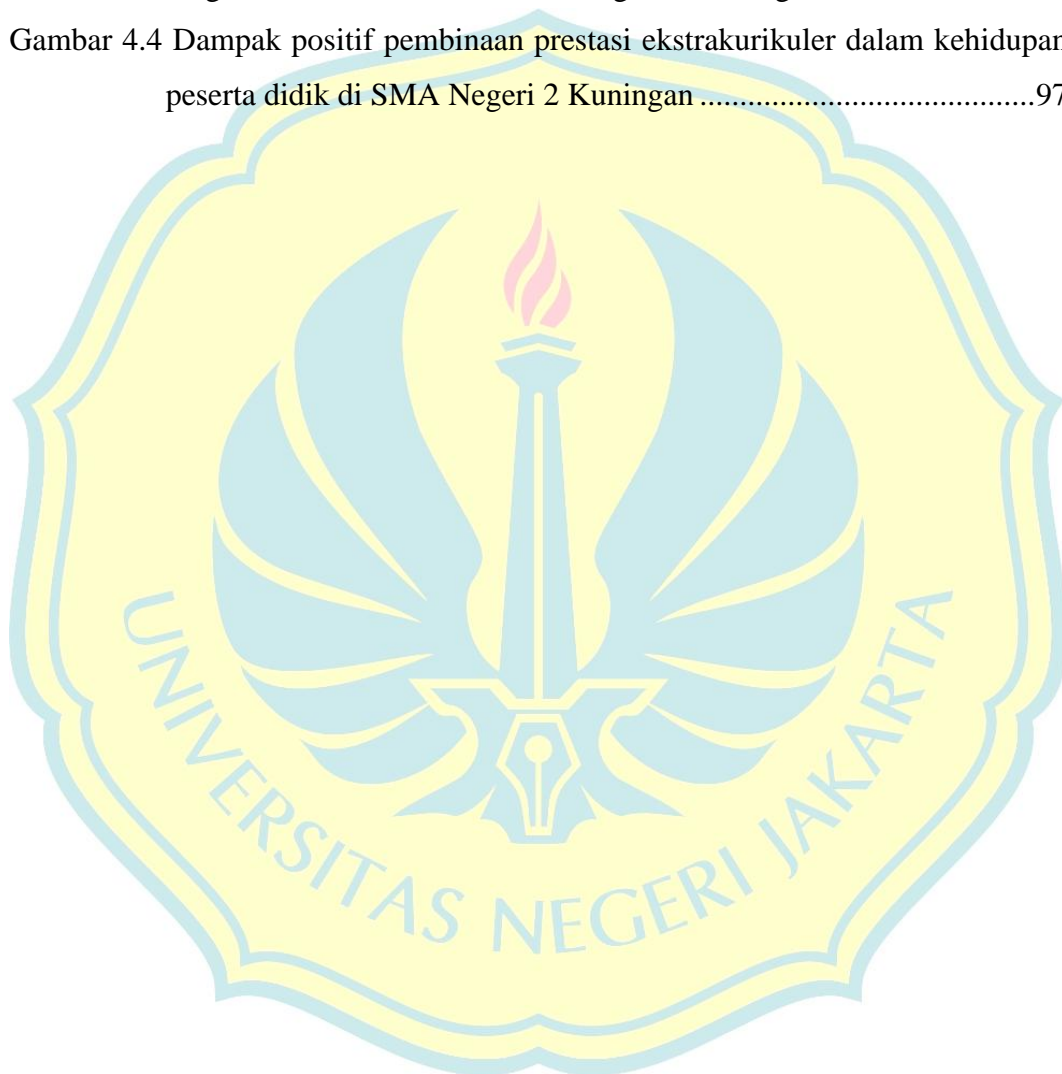 Gambar 4.4 Dampak positif pembinaan prestasi ekstrakurikuler dalam kehidupan
peserta didik di SMA Negeri 2 Kuningan ....................................97
UNIVERSITAS NEGERI JAKARTA